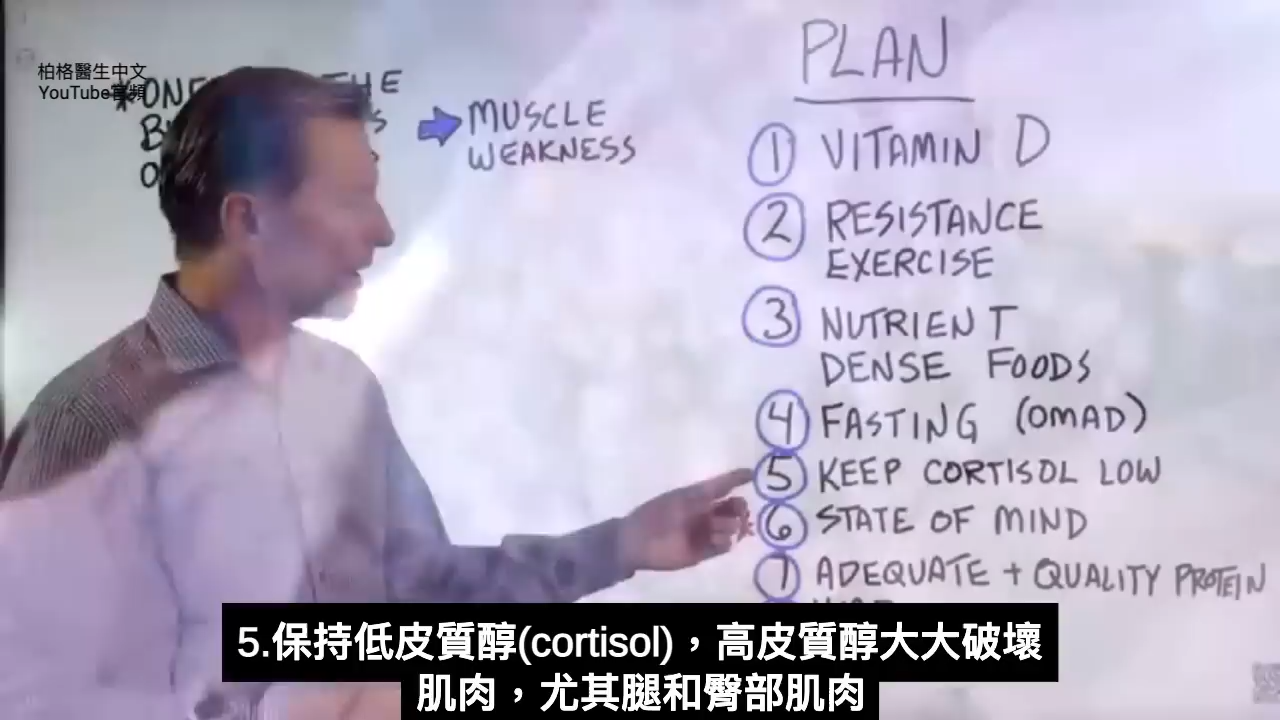 柏格醫生中文
YouTube官頻
THE
MUSCLE
WEAKNESS
PLAN
1 VITAMIN D
2 RESISTANCE
EXERCISE
3 NUTRIENT
DENSE FOODS
4 FASTING (OMAD)
5 KEEP CORTISOL LOW
6 STATE OF MIND
7 ADEQUATE + QUALITY PROTEIN
5.保持低皮質醇(cortisol)，高皮質醇大大破壞
肌肉，尤其腿和臀部肌肉